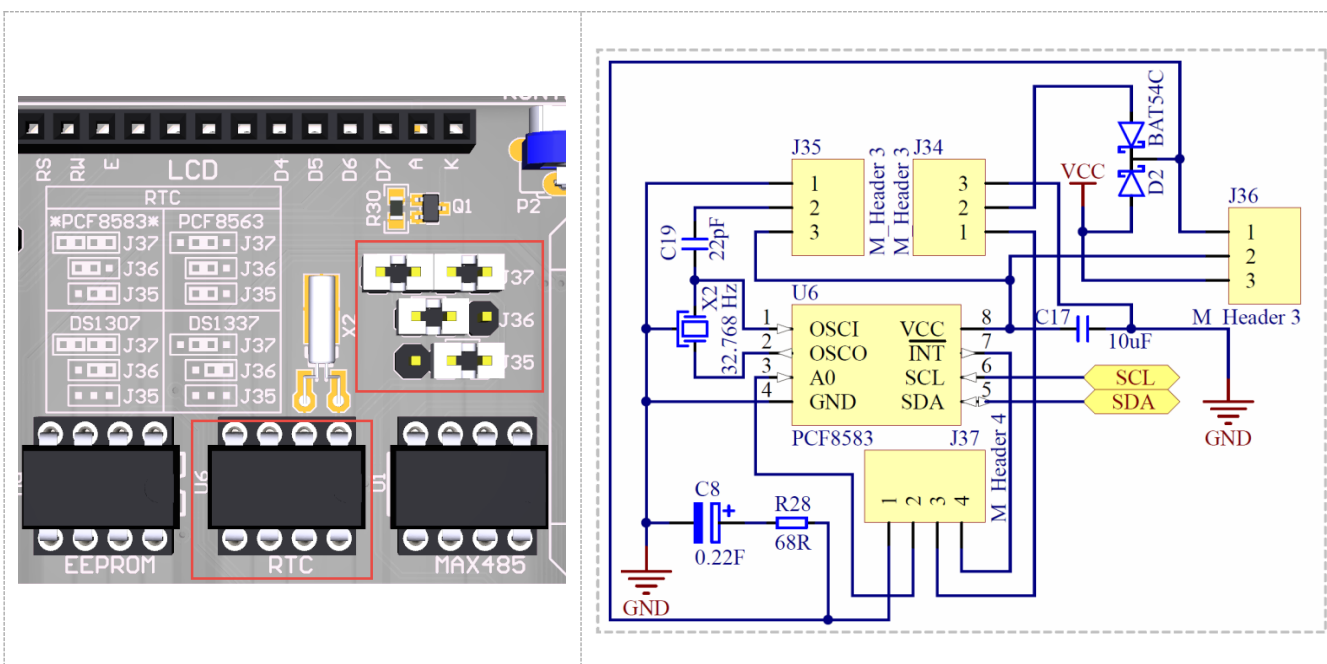 RS
RW
E
LCD
D4
D5
D6
D7
A
K
RTC
*PCF8583* PCF8563
J37 J37
J36 J36
J35 J35
DS1307 DS1337
J37 J37
J36 J36
J35 J35
X2
R30
Q1
P2
J37
J36
J35
U6
U1
EEPROM
RTC
MAX485
J35
1
2
3
M_Header 3
J34
3
2
1
M_Header 3
BAT54C
D2
VCC
J36
1
2
3
M_Header 3
C19
22pF
X2
32.768 Hz
U6
1 OSCI VCC 8
2 OSCO INT 7
3 A0 SCL 6
4 GND SDA 5
PCF8583
C17
10uF
SCL
SDA
GND
J37
1 2 3 4
M_Header 4
C8
+
0.22F
R28
68R
GND